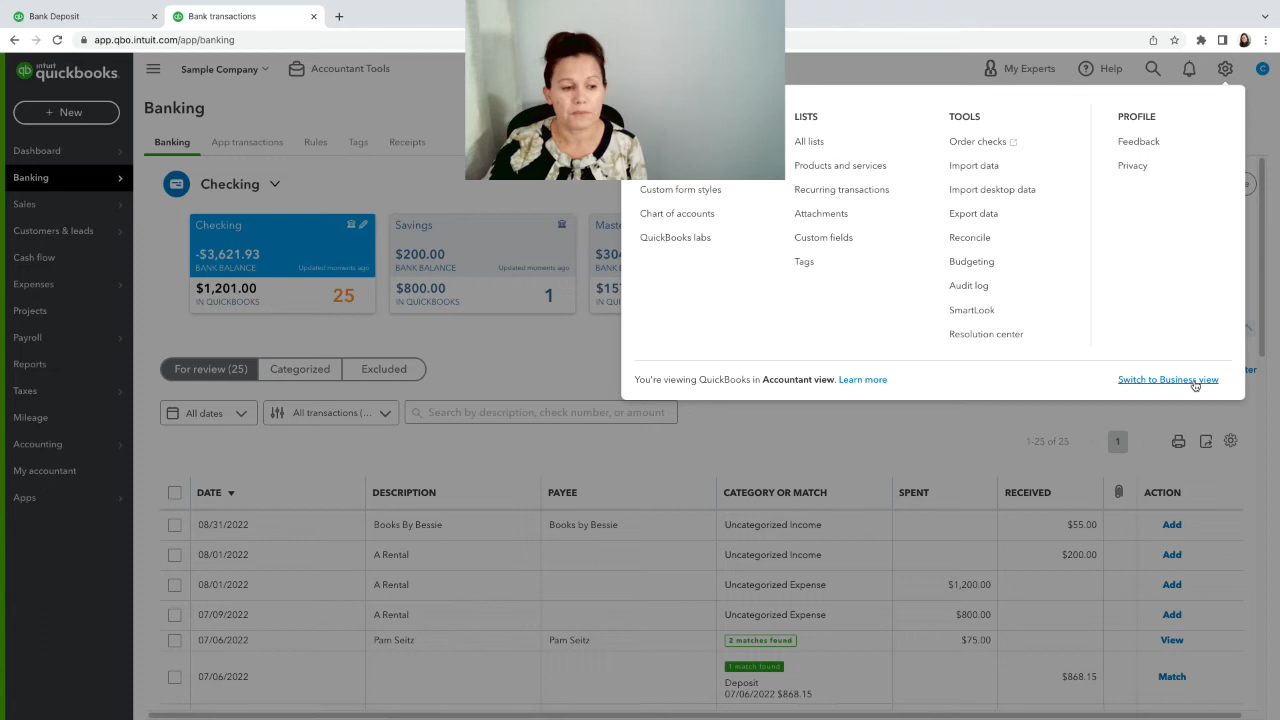 Bank Deposit
Bank transactions
app.qbo.intuit.com/app/banking
intuit quickbooks.
Sample Company
Accountant Tools
My Experts
Help
C
+ New
Dashboard
Banking
Sales
Customers & leads
Cash flow
Expenses
Projects
Payroll
Reports
Taxes
Mileage
Accounting
My accountant
Apps
Banking
Banking App transactions Rules Tags Receipts
Checking
Checking
-$3,621.93
BANK BALANCE Updated moments ago
$1,201.00
IN QUICKBOOKS
25
Savings
$200.00
BANK BALANCE Updated moments ago
$800.00
IN QUICKBOOKS
1
$304
BANK BALANCE
$157
IN QUICKBOOKS
Custom form styles
Chart of accounts
QuickBooks labs
LISTS
All lists
Products and services
Recurring transactions
Attachments
Custom fields
Tags
TOOLS
Order checks
Import data
Import desktop data
Export data
Reconcile
Budgeting
Audit log
SmartLook
Resolution center
PROFILE
Feedback
Privacy
You're viewing QuickBooks in Accountant view. Learn more
Switch to Business view
For review (25) Categorized Excluded
All dates
All transactions (...
Search by description, check number, or amount
1-25 of 25
1
DATE DESCRIPTION PAYEE CATEGORY OR MATCH SPENT RECEIVED ACTION
08/31/2022 Books By Bessie Books by Bessie Uncategorized Income $55.00 Add
08/01/2022 A Rental Uncategorized Income $200.00 Add
08/01/2022 A Rental Uncategorized Expense $1,200.00 Add
07/09/2022 A Rental Uncategorized Expense $800.00 Add
07/06/2022 Pam Seitz Pam Seitz 2 matches found $75.00 View
1 match found
07/06/2022 Deposit $868.15 Match
07/06/2022 $868.15